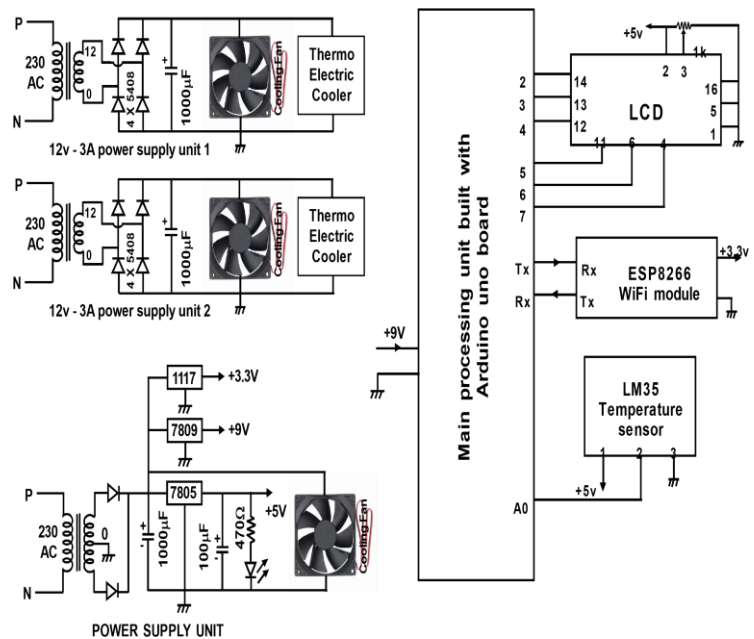 P
230
AC
N
12
0
4 X 5408
+
1000µF
Cooling Fan
Thermo
Electric
Cooler
12v - 3A power supply unit 1
P
230
AC
N
12
0
4 X 5408
+
1000µF
Cooling Fan
Thermo
Electric
Cooler
12v - 3A power supply unit 2
1117
+3.3V
7809
+9V
P
230
AC
N
0
7805
+5V
+
-
1000µF
+
-
100µF
470Ω
Cooling Fan
POWER SUPPLY UNIT
+9V
Main processing unit built with
Arduino uno board
2
3
4
5
6
7
Tx
Rx
A0
+5v
1k
2
3
14
13
12
LCD
16
5
1
11
6
4
Rx
Tx
ESP8266
WiFi module
+3.3v
LM35
Temperature
sensor
1
2
3
+5v